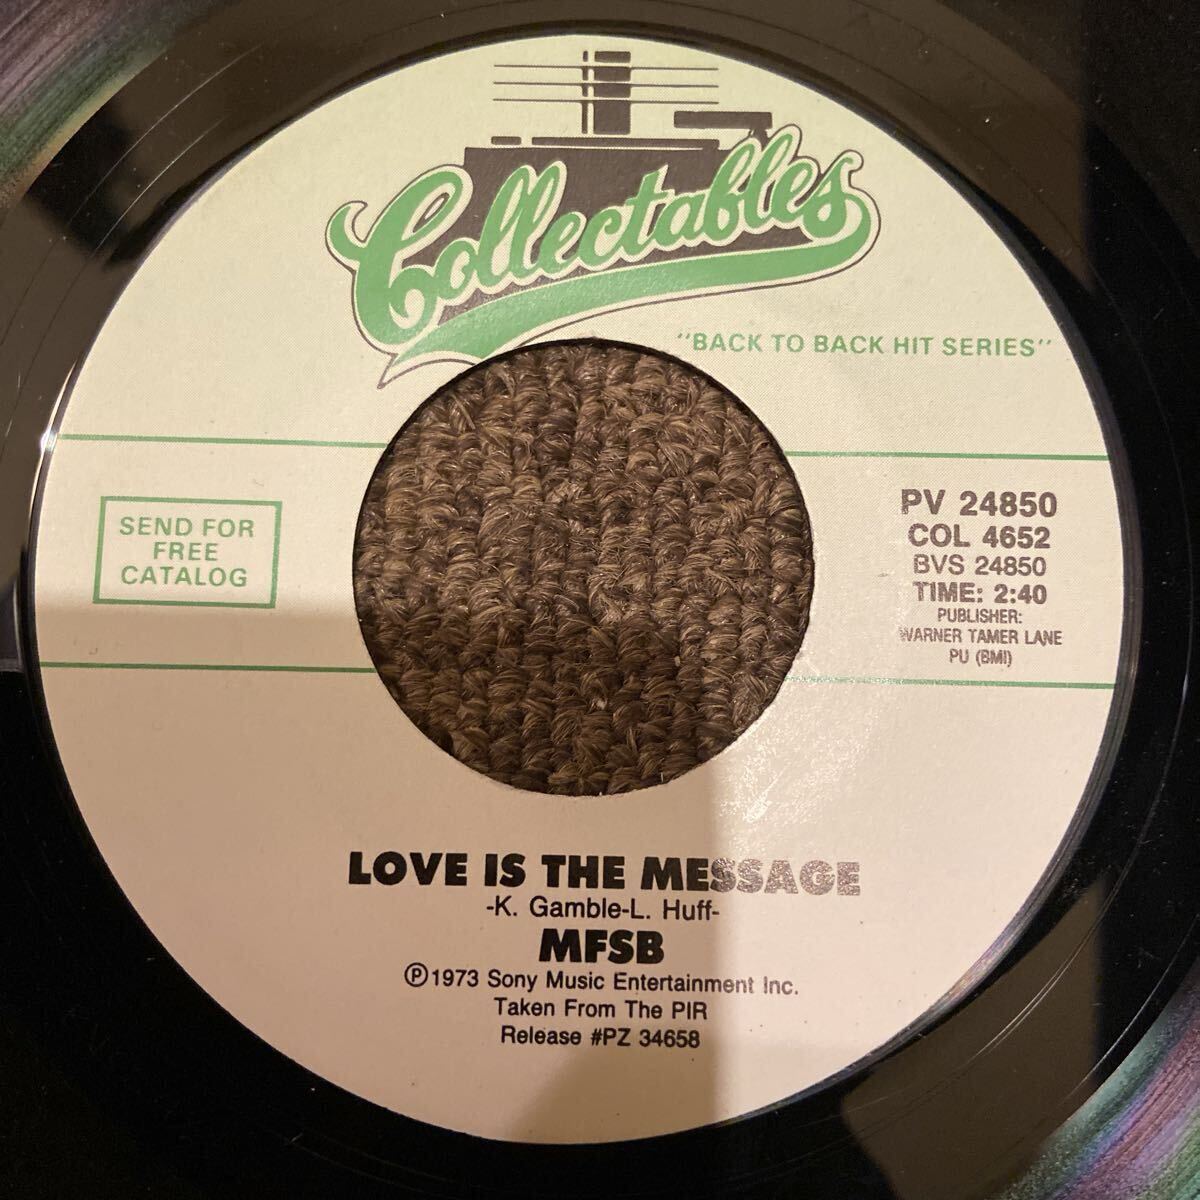 Collectables
"BACK TO BACK HIT SERIES"
SEND FOR
FREE
CATALOG
PV 24850
COL 4652
BVS 24850
TIME: 2:40
PUBLISHER:
WARNER TAMER LANE
PU (BMI)
LOVE IS THE MESSAGE
-K. Gamble-L. Huff-
MFSB
Ⓟ1973 Sony Music Entertainment Inc.
Taken From The PIR
Release #PZ 34658